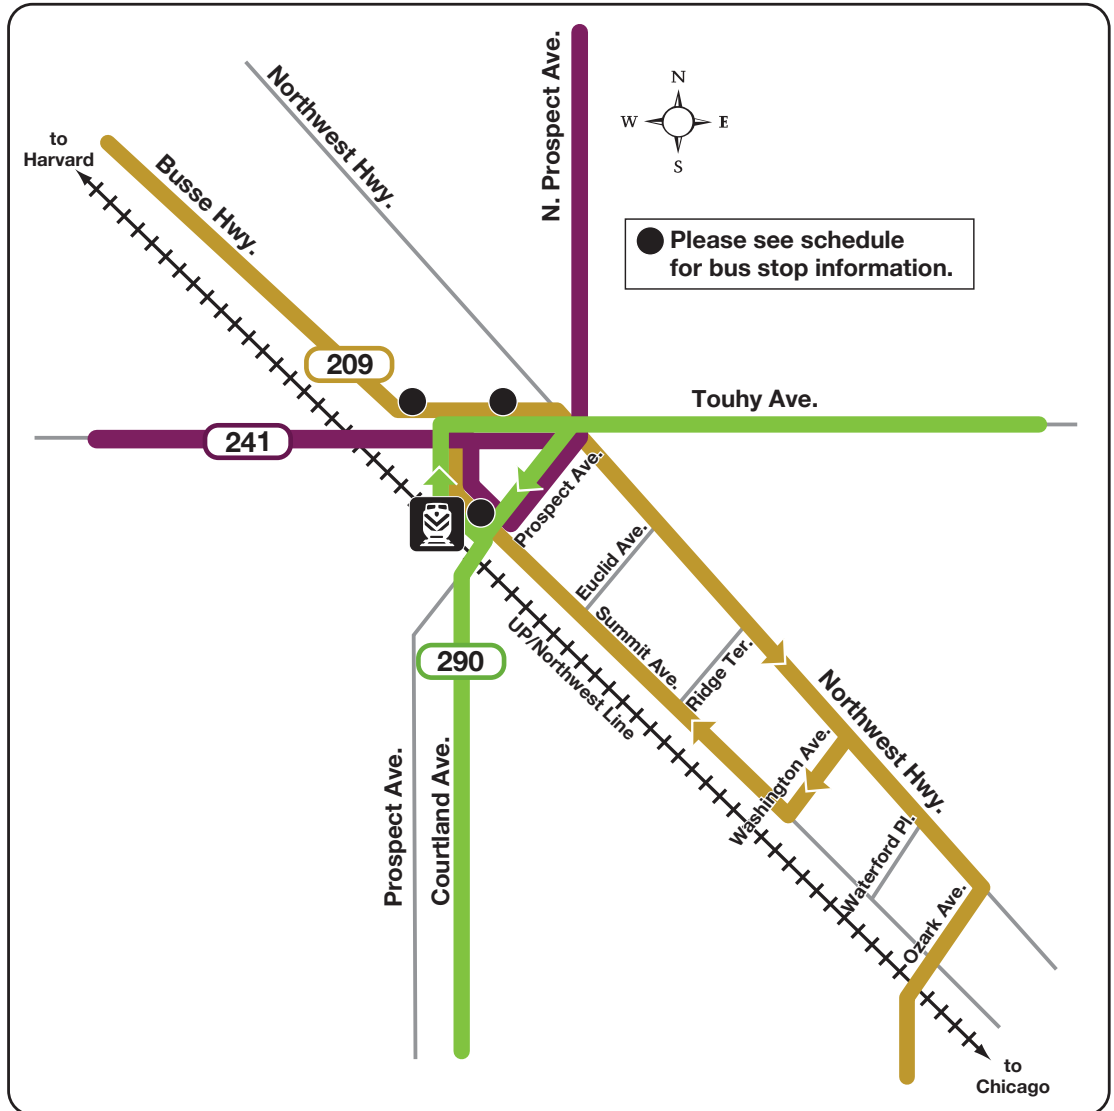 N. Prospect Ave.
Northwest Hwy.
N
W
E
S
to
Harvard
Busse Hwy.
Please see schedule
for bus stop information.
209
Touhy Ave.
241
Prospect Ave.
Euclid Ave.
Summit Ave.
UP/Northwest Line
290
Ridge Ter.
Northwest Hwy.
Washington Ave.
Prospect Ave.
Courtland Ave.
Waterford Pl.
Ozark Ave.
to
Chicago